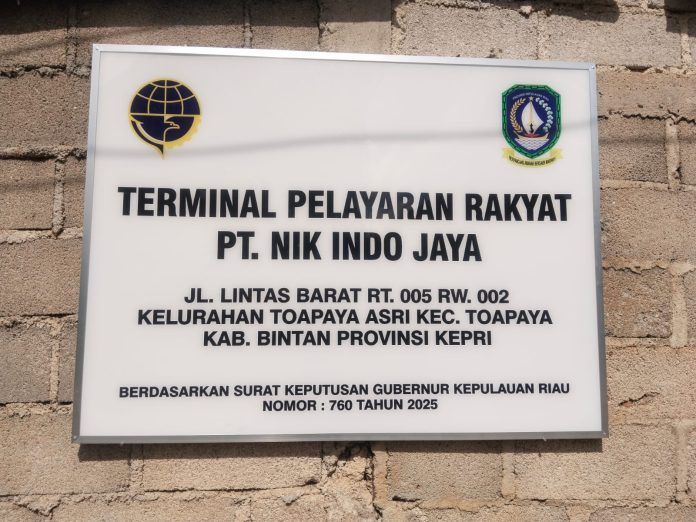 TERMINAL PELAYARAN RAKYAT
PT. NIK INDO JAYA
JL. LINTAS BARAT RT. 005 RW. 002
KELURAHAN TOAPAYA ASRI KEC. TOAPAYA
KAB. BINTAN PROVINSI KEPRI
BERDASARKAN SURAT KEPUTUSAN GUBERNUR KEPULAUAN RIAU
NOMOR : 760 TAHUN 2025